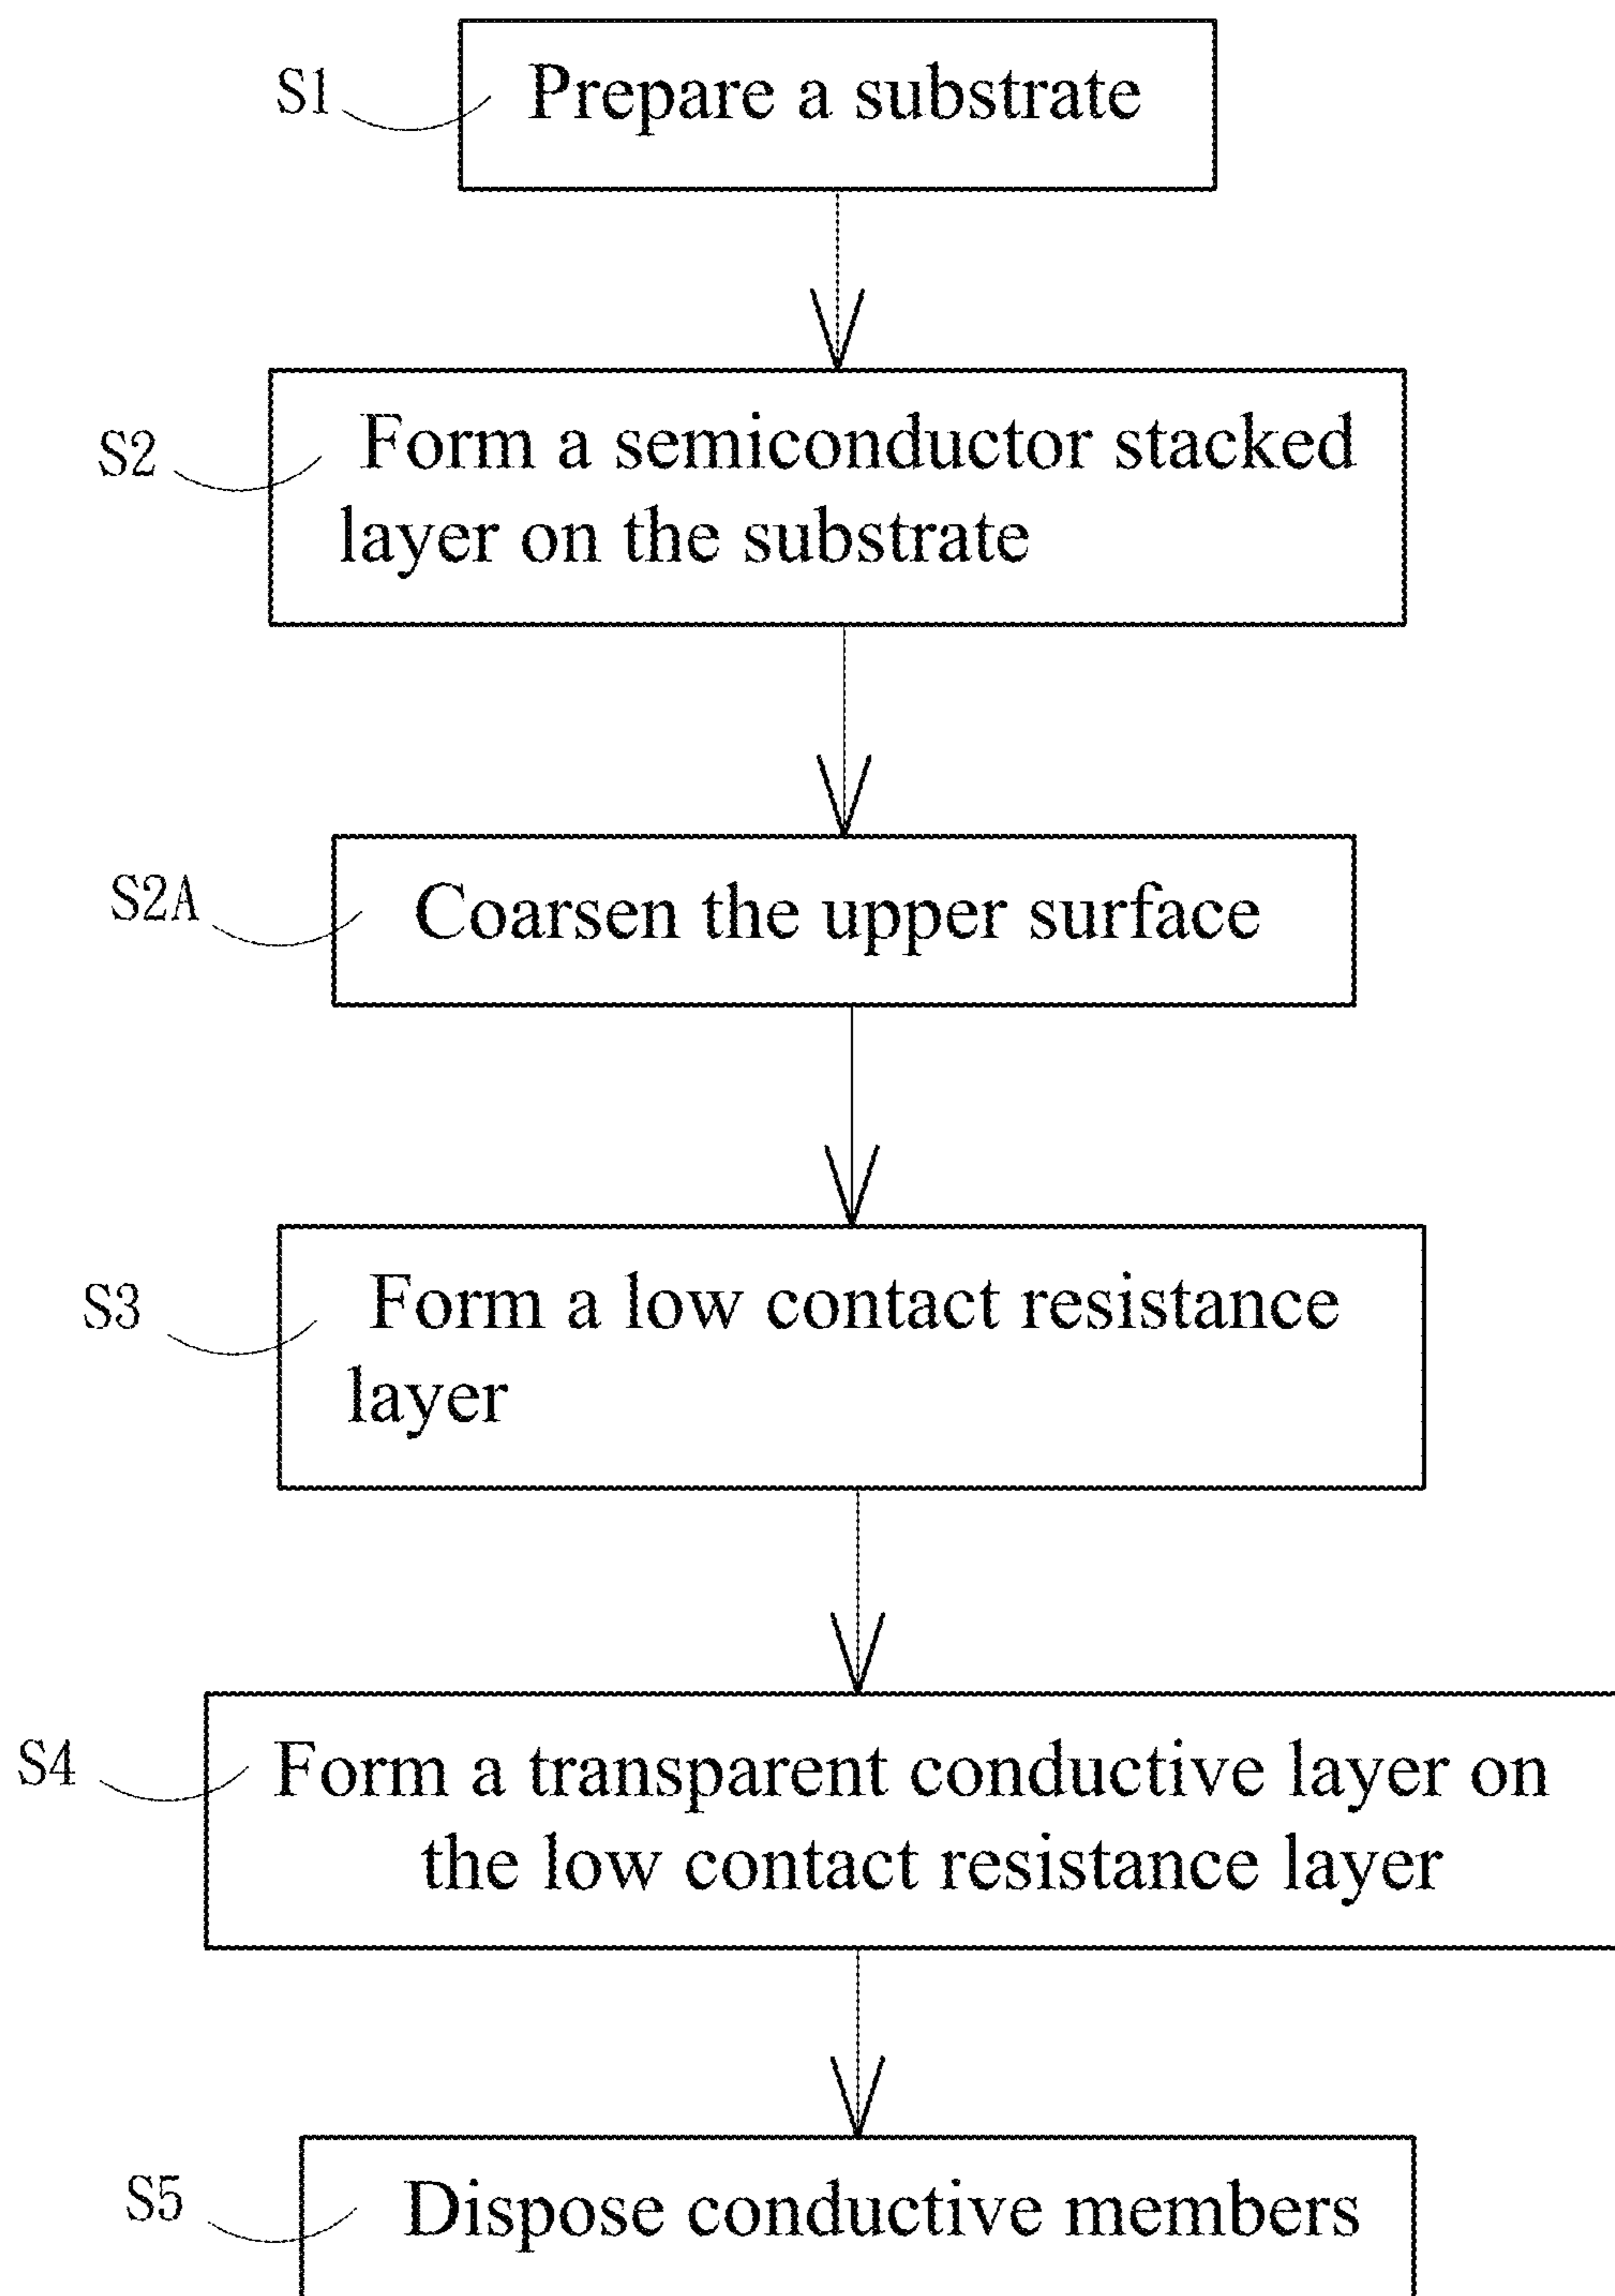 S1 Prepare a substrate
S2 Form a semiconductor stacked
layer on the substrate
S2A Coarsen the upper surface
S3 Form a low contact resistance
layer
S4 Form a transparent conductive layer on
the low contact resistance layer
S5 Dispose conductive members